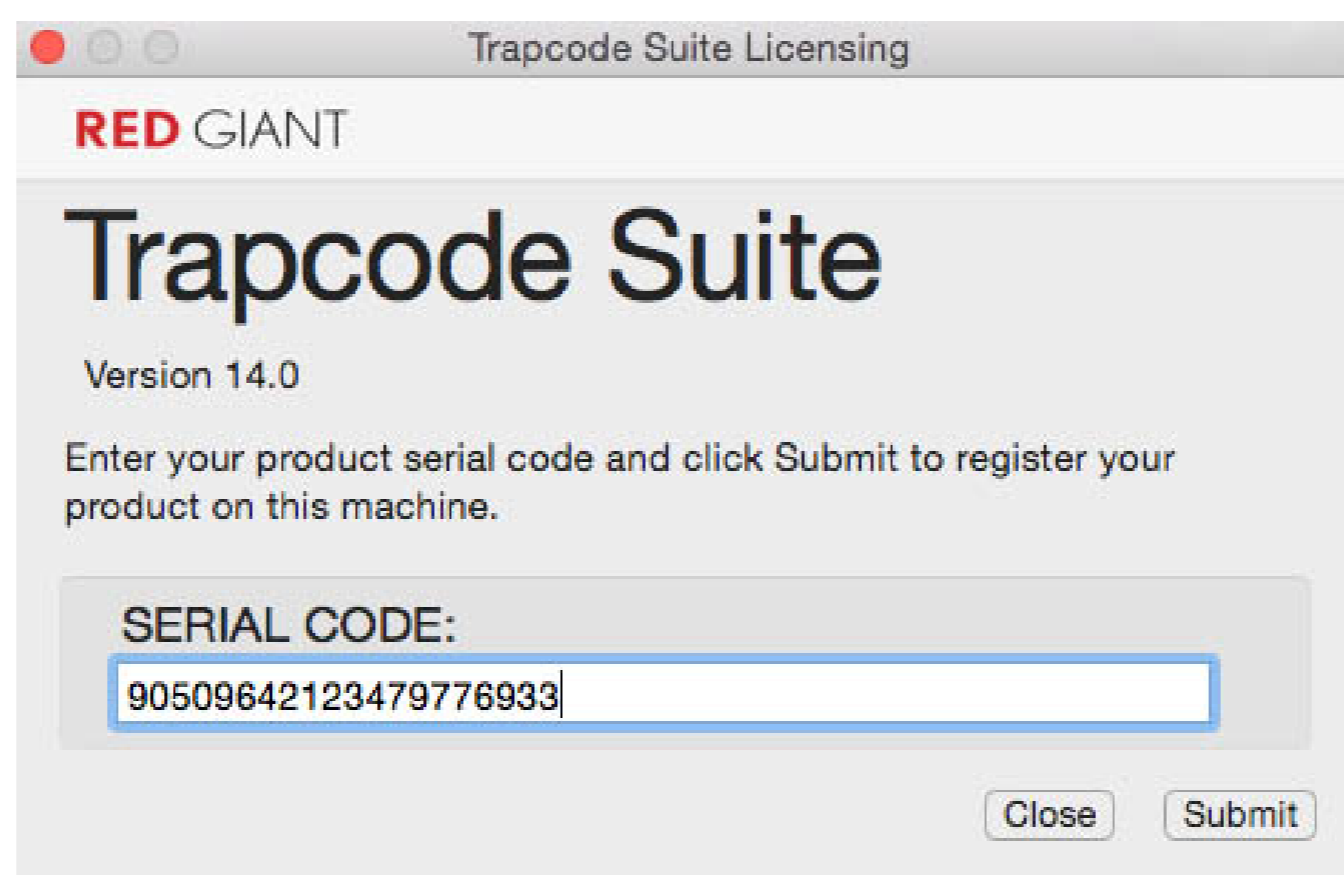 Trapcode Suite Licensing
RED GIANT
Trapcode Suite
Version 14.0
Enter your product serial code and click Submit to register your
product on this machine.
SERIAL CODE:
90509642123479776933
Close Submit